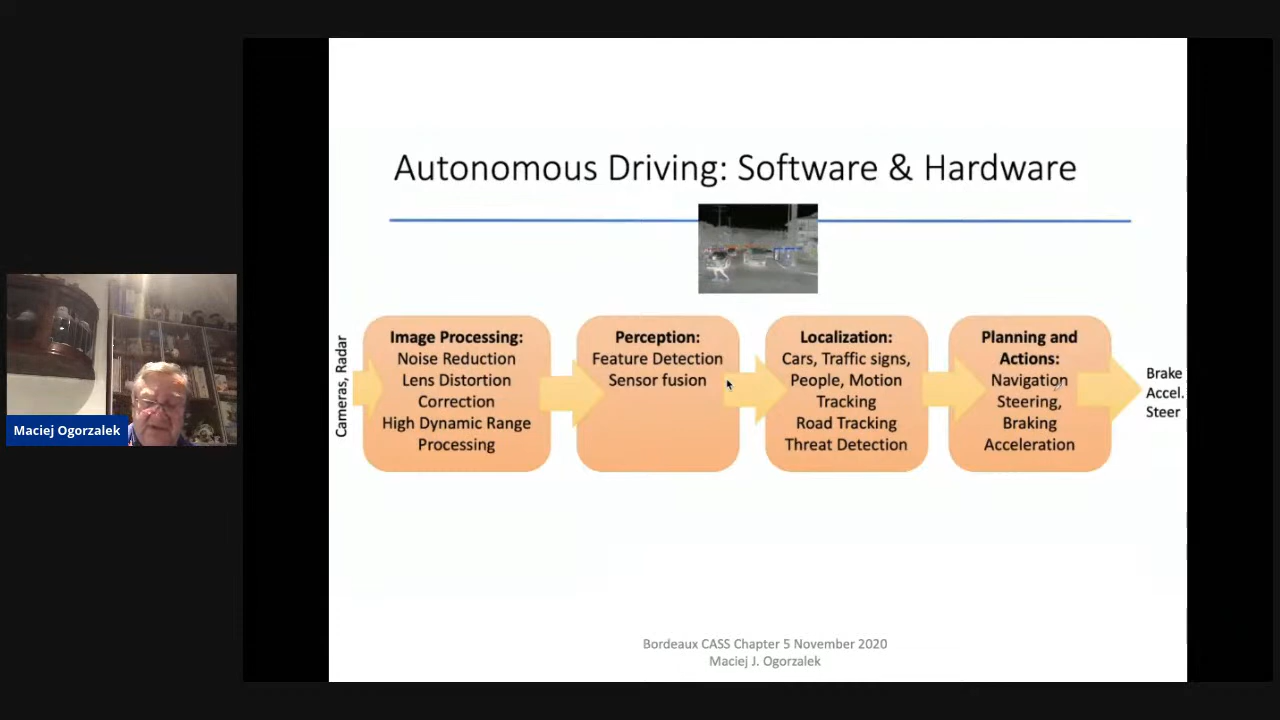 Autonomous Driving: Software & Hardware
Cameras, Radar
Image Processing:
Noise Reduction
Lens Distortion
Correction
High Dynamic Range
Processing
Perception:
Feature Detection
Sensor fusion
Localization:
Cars, Traffic signs,
People, Motion
Tracking
Road Tracking
Threat Detection
Planning and
Actions:
Navigation
Steering,
Braking
Acceleration
Brake
Accel.
Steer
Maciej Ogorzalek
Bordeaux CASS Chapter 5 November 2020
Maciej J. Ogorzalek